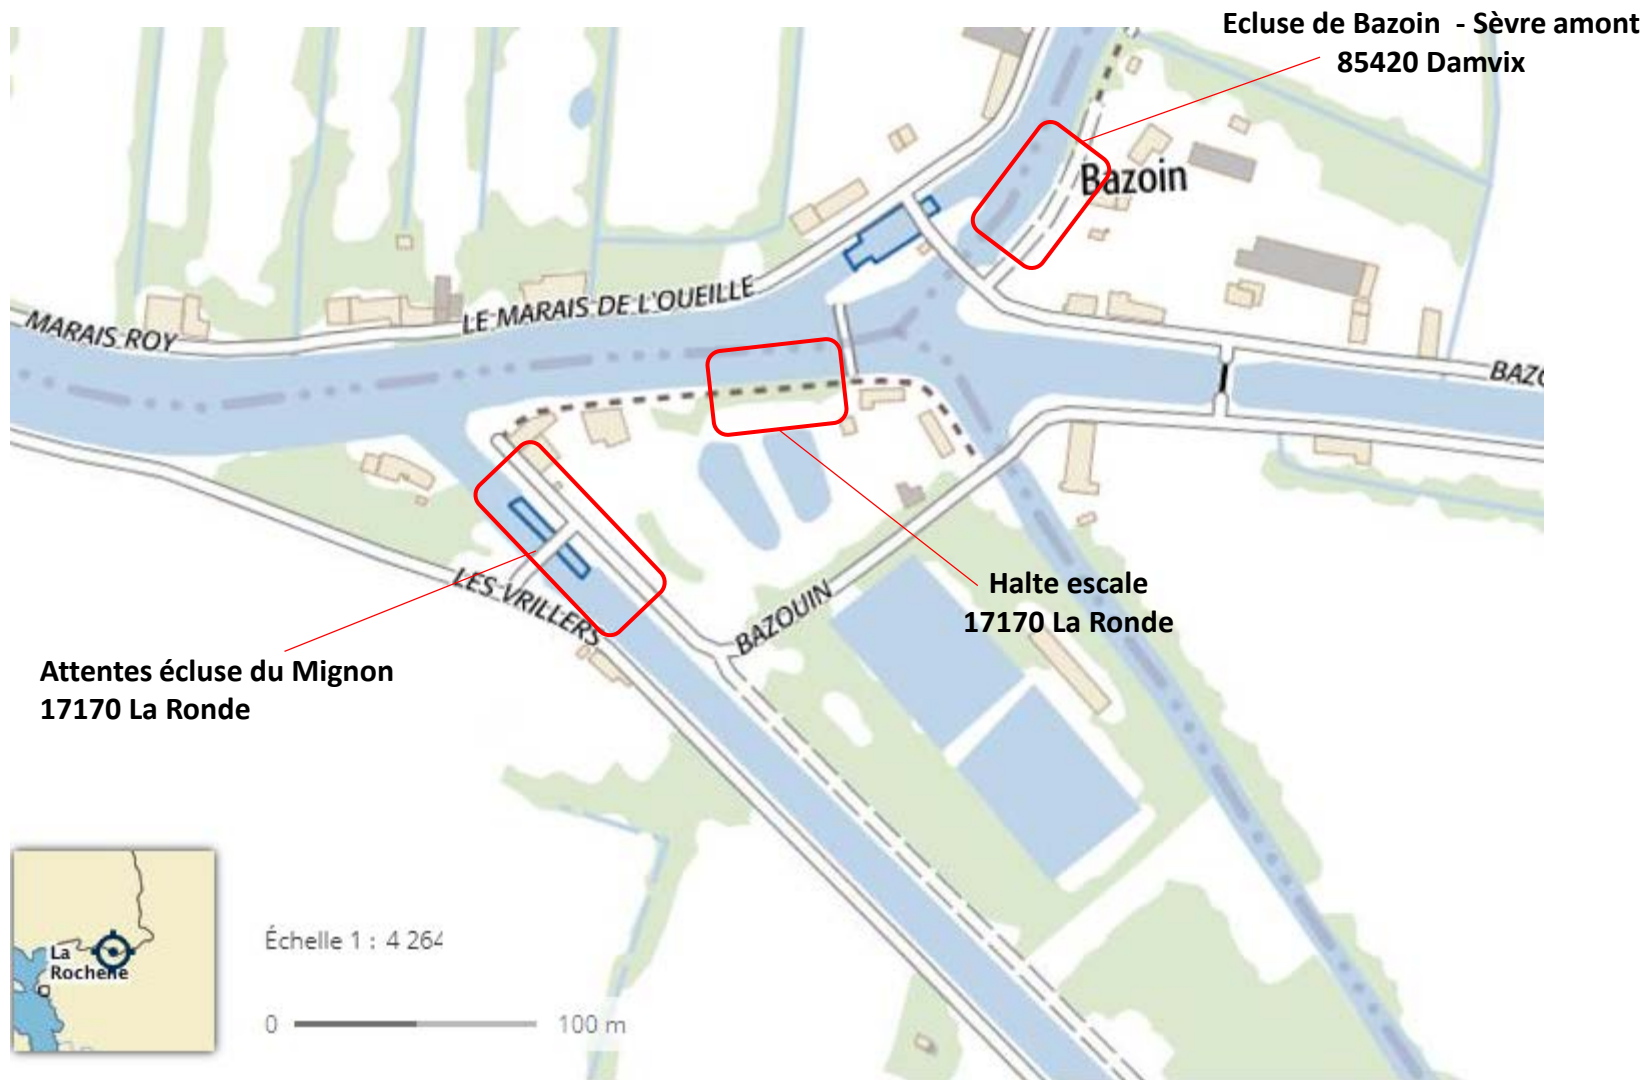 Ecluse de Bazoin - Sèvre amont
85420 Damvix
Bazoin
LE MARAIS DE L'OUEILLE
MARAIS ROY
BAZO
Halte escale
17170 La Ronde
LES VRILLERS
BAZOUIN
Attentes écluse du Mignon
17170 La Ronde
La
Rochelle
Échelle 1 : 4 264
0
100 m